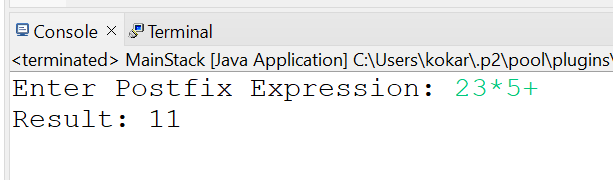 Console Terminal
<terminated> MainStack [Java Application] C:\Users\kokar\.p2\pool\plugins\
Enter Postfix Expression: 23*5+
Result: 11